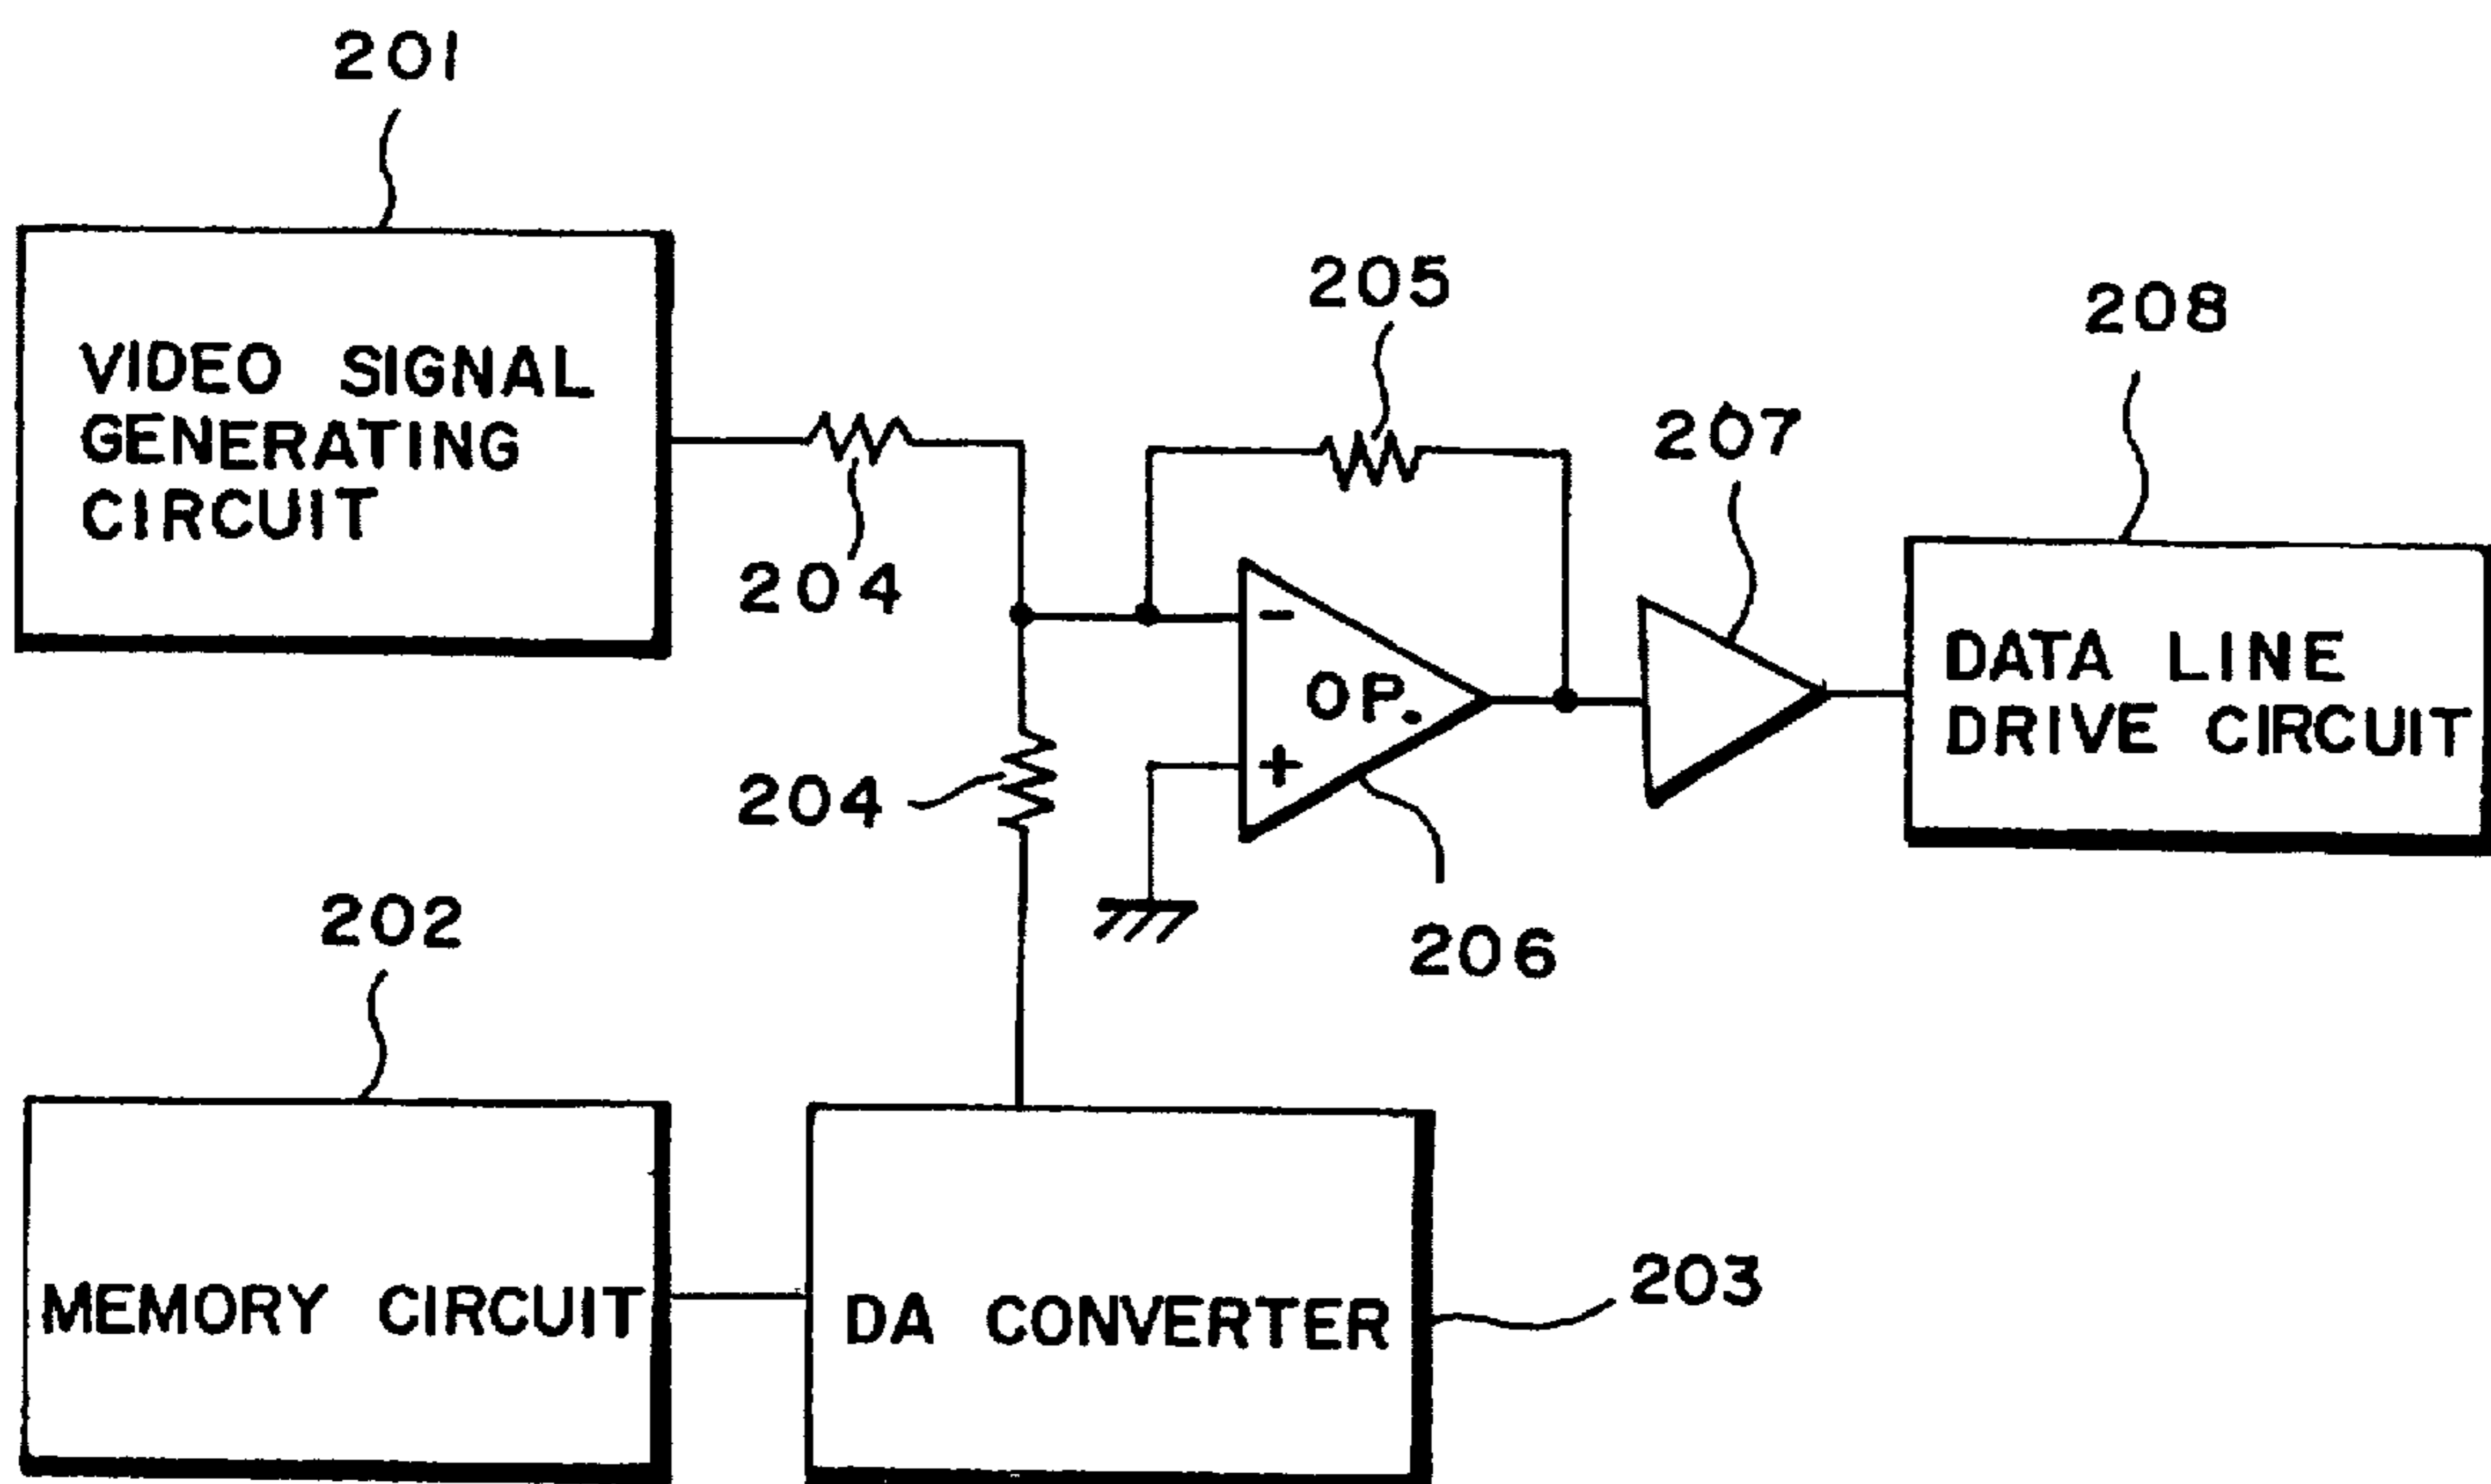 201
VIDEO SIGNAL
GENERATING
CIRCUIT
204
205
207
208
-
OP.
+
DATA LINE
DRIVE CIRCUIT
204
206
202
MEMORY CIRCUIT
DA CONVERTER
203